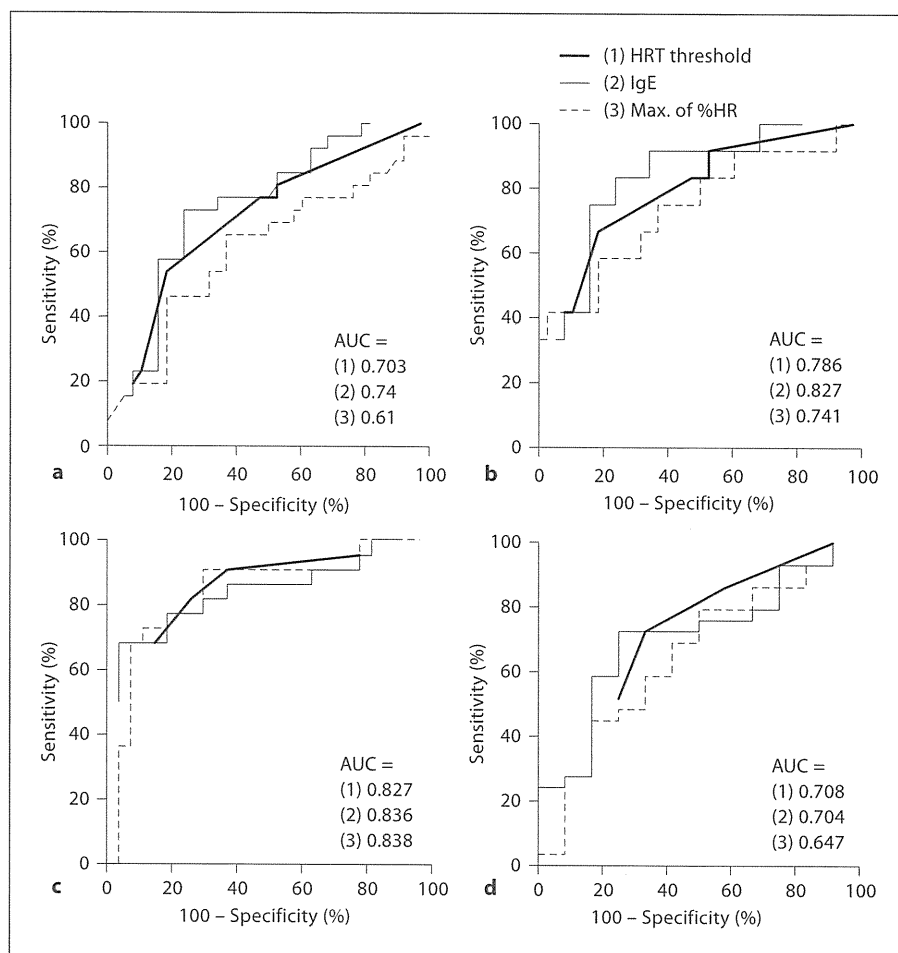 (1) HRT threshold
(2) IgE
(3) Max. of %HR
100
80
60
40
20
0
Sensitivity (%)
AUC =
(1) 0.703
(2) 0.74
(3) 0.61
0 20 40 60 80 100
a
100 – Specificity (%)
100
80
60
40
20
0
Sensitivity (%)
AUC =
(1) 0.786
(2) 0.827
(3) 0.741
0 20 40 60 80 100
b
100 – Specificity (%)
100
80
60
40
20
0
Sensitivity (%)
AUC =
(1) 0.827
(2) 0.836
(3) 0.838
0 20 40 60 80 100
c
100 – Specificity (%)
100
80
60
40
20
0
Sensitivity (%)
AUC =
(1) 0.708
(2) 0.704
(3) 0.647
0 20 40 60 80 100
d
100 – Specificity (%)